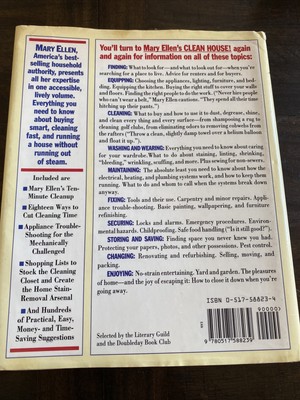 MARY ELLEN,
America's best-
selling household
authority, presents
all her expertise
in one accessible,
lively volume.
Everything you
need to know
about buying
smart, cleaning
fast, and running
a house without
running out
of steam.
Included are
• Mary Ellen's Ten-
Minute Cleanup
• Eighteen Ways to
Cut Cleaning Time
• Appliance Trouble-
Shooting for the
Mechanically
Challenged
• Shopping Lists to
Stock the Cleaning
Closet and Create
the Home Stain-
Removal Arsenal
• And Hundreds
of Practical, Easy,
Money- and Time-
Saving Suggestions
You'll turn to Mary Ellen's CLEAN HOUSE! again
and again for information on all of these topics:
FINDING: What to look for—and what to look out for—when you're
searching for a place to live. Advice for renters and for buyers.
EQUIPPING: Choosing the appliances, lighting, furniture, and bed-
ding. Equipping the kitchen. Buying the right stuff to cover your walls
and floors. Finding the right people to do the work. ("Never hire people
who can't wear a belt," Mary Ellen cautions. "They spend all their time
hitching up their pants.")
CLEANING: What to buy and how to use it to dust, degrease, shine,
and clean every thing and every surface—from shampooing a rug to
cleaning golf clubs, from eliminating odors to removing cobwebs from
the rafters ("Throw a clean, slightly damp towel over a helium balloon
and float it up.").
WASHING AND WEARING: Everything you need to know about caring
for your wardrobe: What to do about staining, linting, shrinking,
"bleeding," wrinkling, scuffing, and more. Plus sewing for non-sewers.
MAINTAINING: The absolute least you need to know about how the
electrical, heating, and plumbing systems work, and how to keep them
running. What to do and whom to call when the systems break down
anyway.
FIXING: Tools and their use. Carpentry and minor repairs. Appli-
ance trouble-shooting. Basic painting, wallpapering, and furniture
refinishing.
SECURING: Locks and alarms. Emergency procedures. Environ-
mental hazards. Childproofing. Safe food handling ("Is it still good?").
STORING AND SAVING: Finding space you never knew you had.
Protecting your papers, photos, and other possessions. Pest control.
CHANGING: Renovating and refurbishing. Selling, moving, and
packing.
ENJOYING: No-strain entertaining. Yard and garden. The pleasures
of home—and the joy of escaping it: How to close it down when you're
going away.
Selected by the Literary Guild
and the Doubleday Book Club
ISBN 0-517-58823-4
90000
9 780517 588239